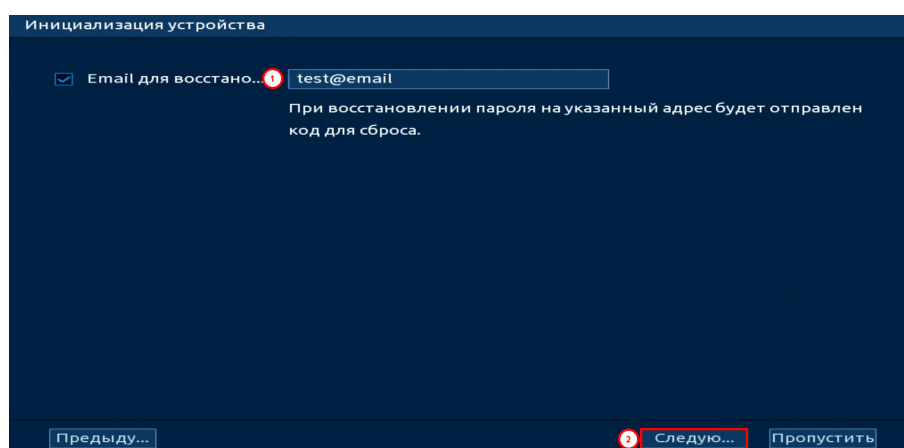 Инициализация устройства
Email для восстано... 1 test@email
При восстановлении пароля на указанный адрес будет отправлен
код для сброса.
Предыду... 2 Следую... Пропустить